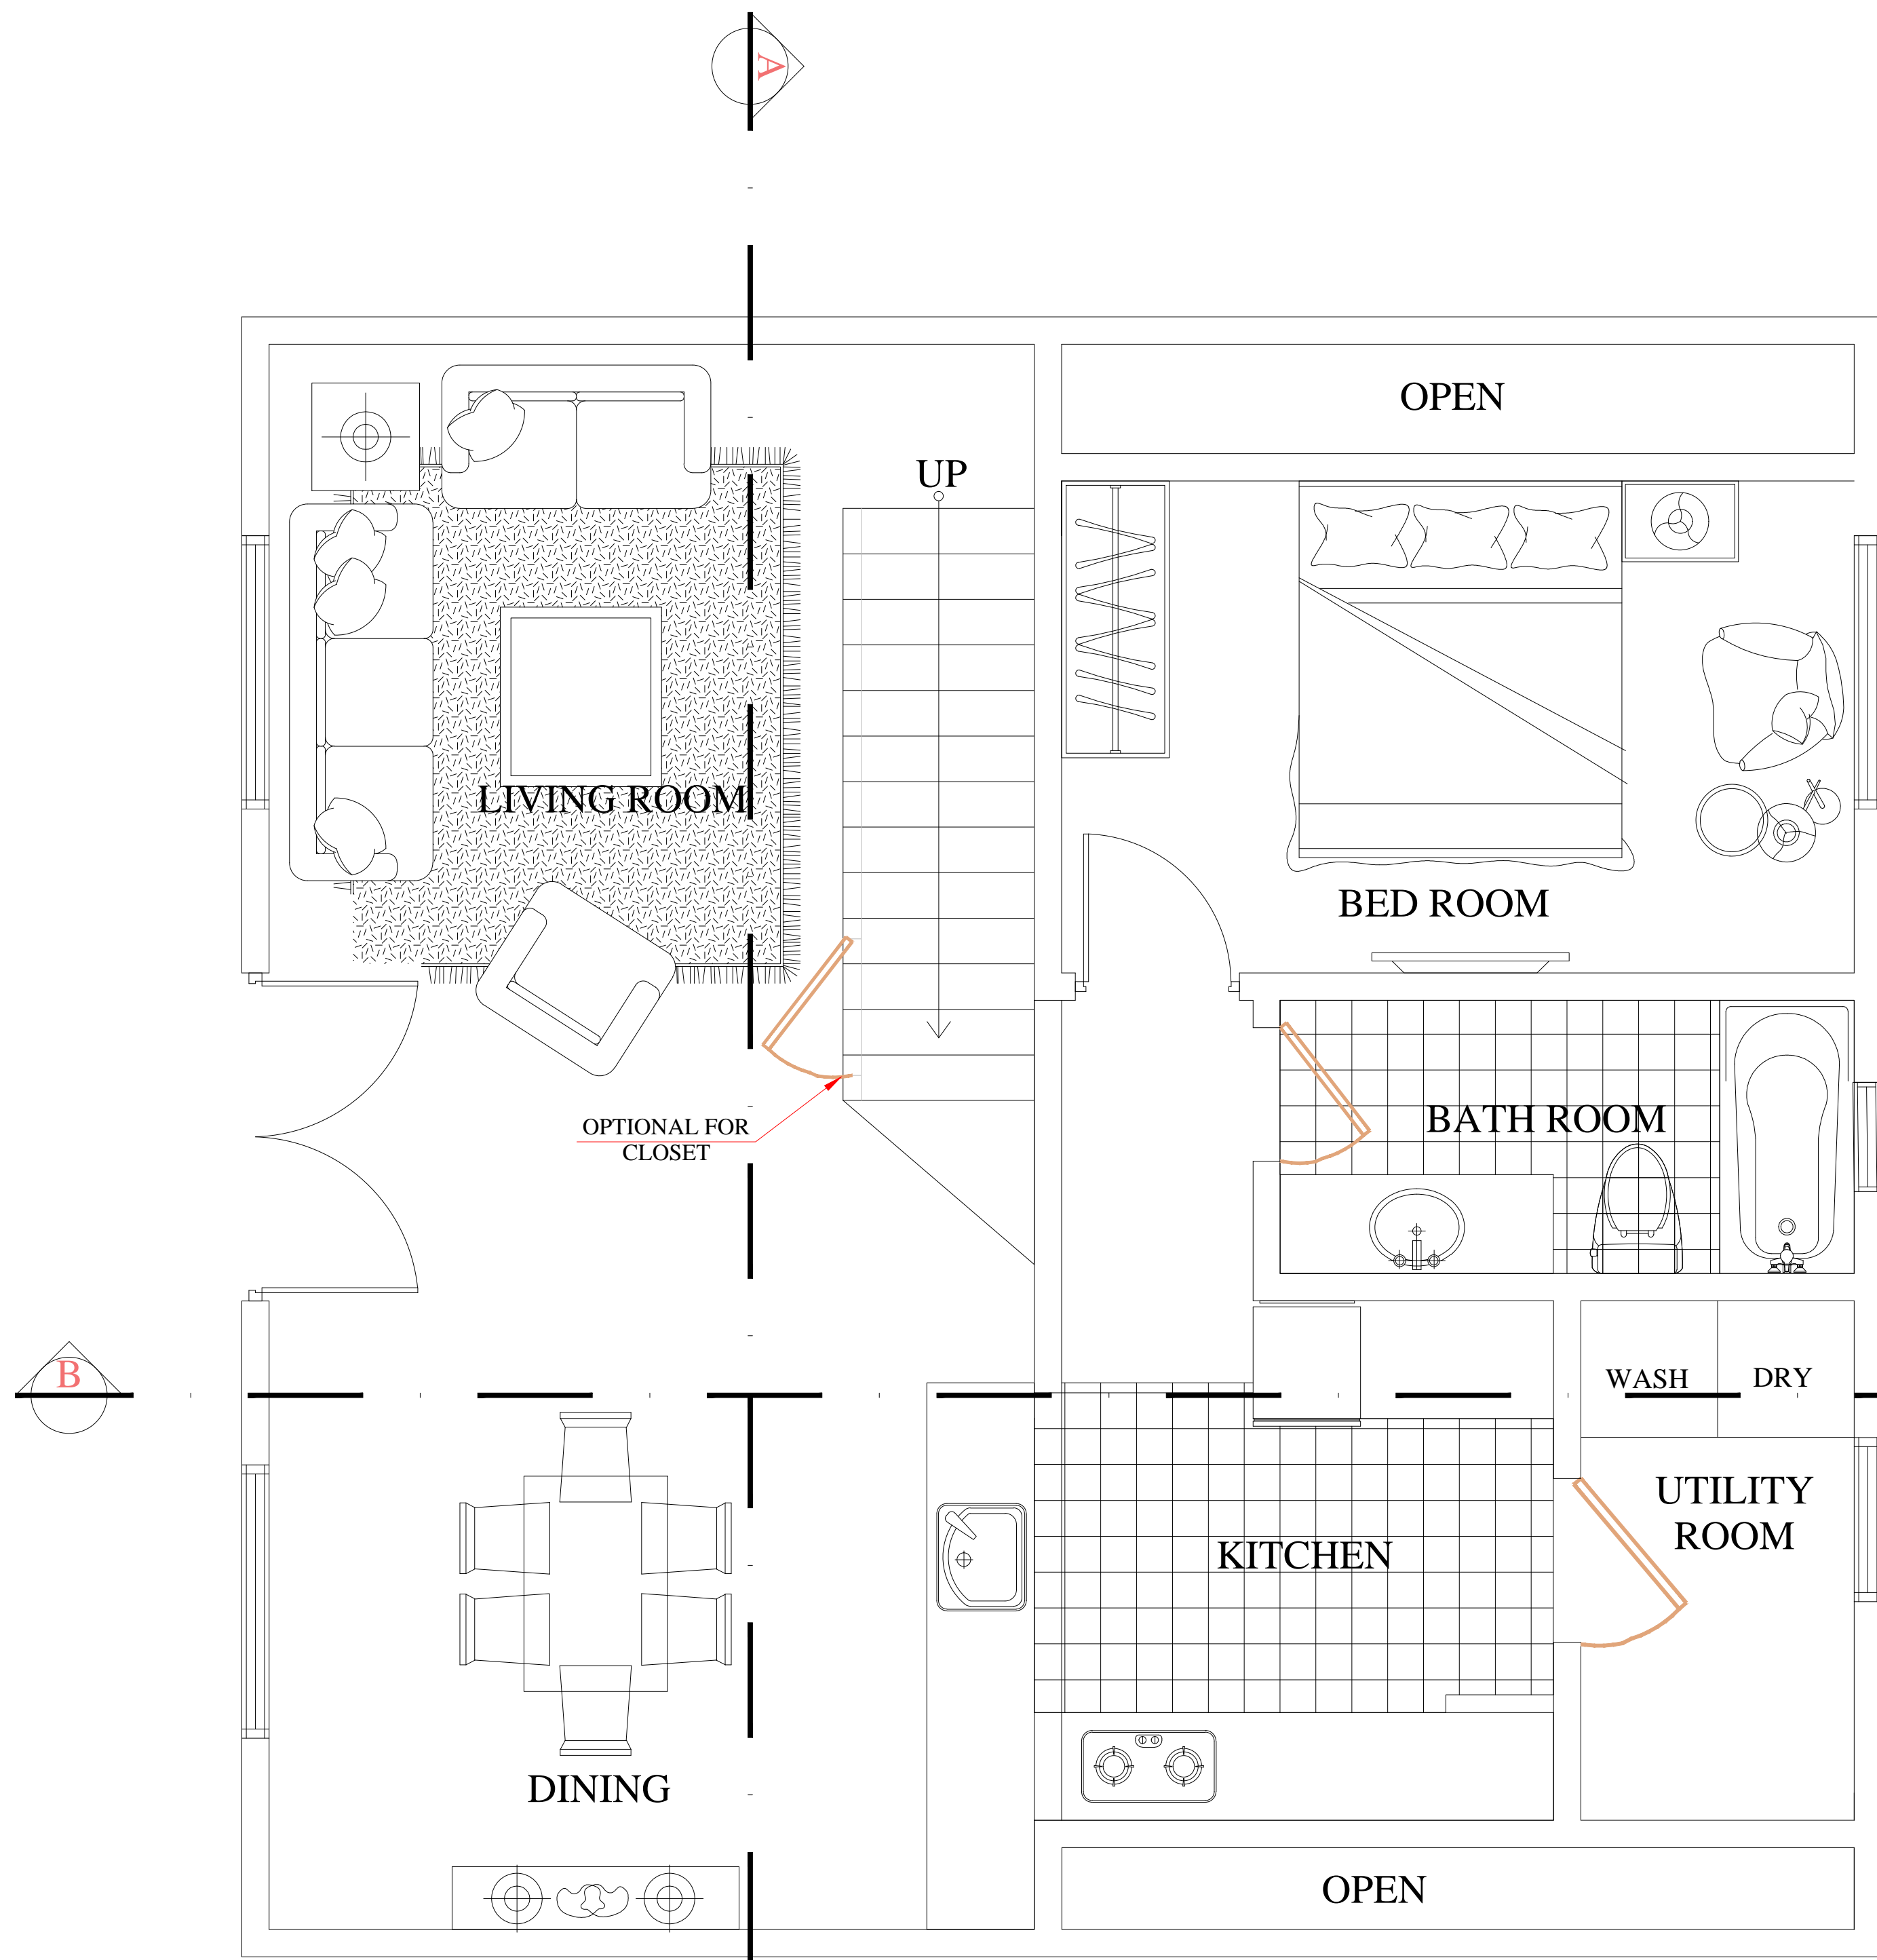 A
OPEN
UP
LIVING ROOM
BED ROOM
OPTIONAL FOR
CLOSET
BATH ROOM
B
WASH
DRY
UTILITY
ROOM
KITCHEN
DINING
OPEN